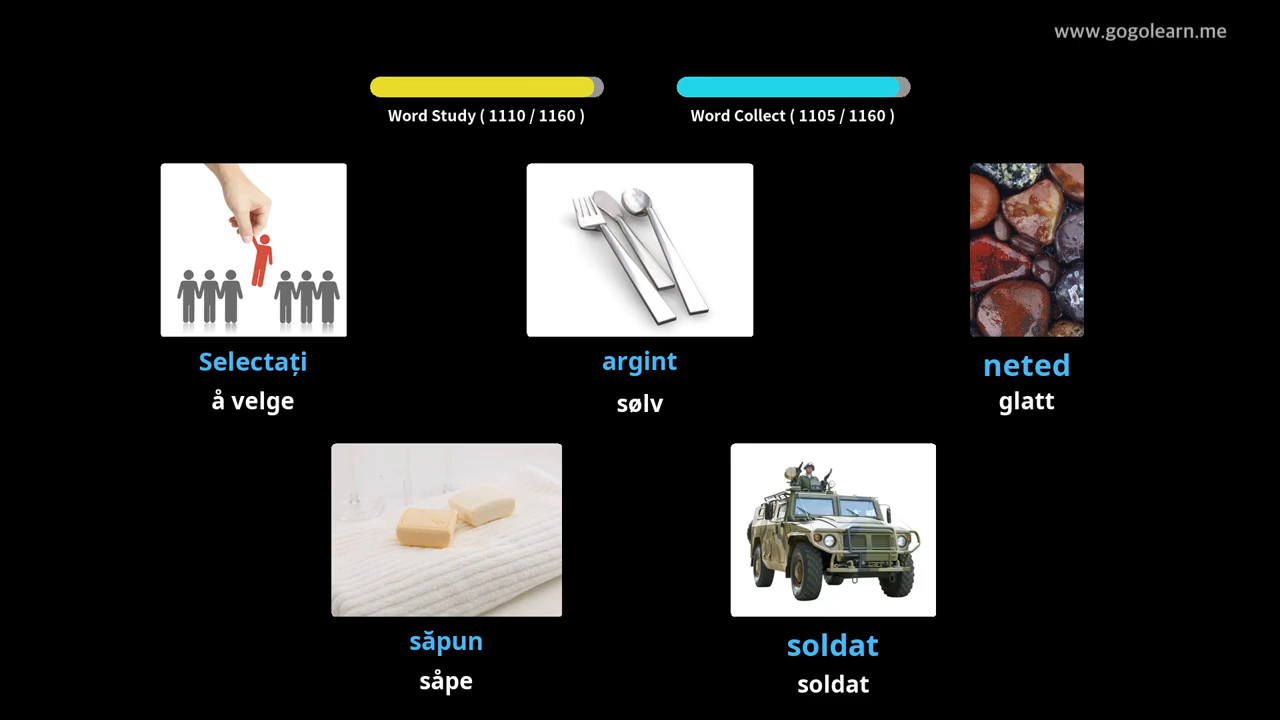 www.gogolearn.me
Word Study ( 1110 / 1160 )
Word Collect ( 1105 / 1160 )
Selectați
å velge
argint
sølv
neted
glatt
săpun
såpe
soldat
soldat